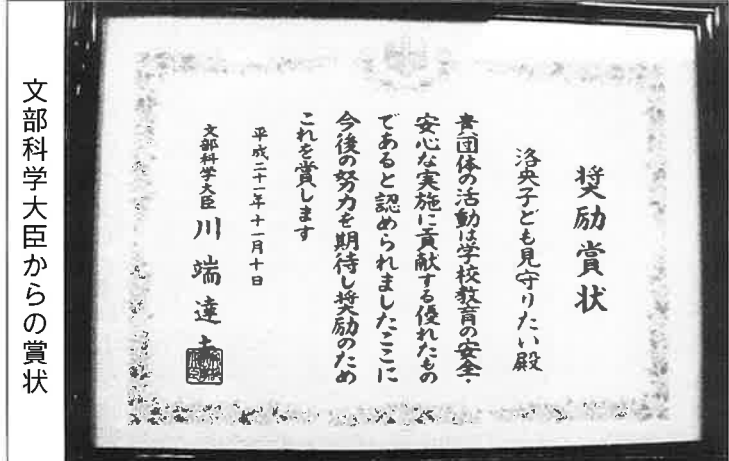 奨励賞状
洛央子ども見守りたい殿
貴団体の活動は学校教育の安全・
安心な実施に貢献する優れたもの
であると認められましたここに
今後の努力を期待し奨励のため
これを賞します
平成二十一年十一月十日
文部科学大臣 川端達夫
文部科学大臣からの賞状